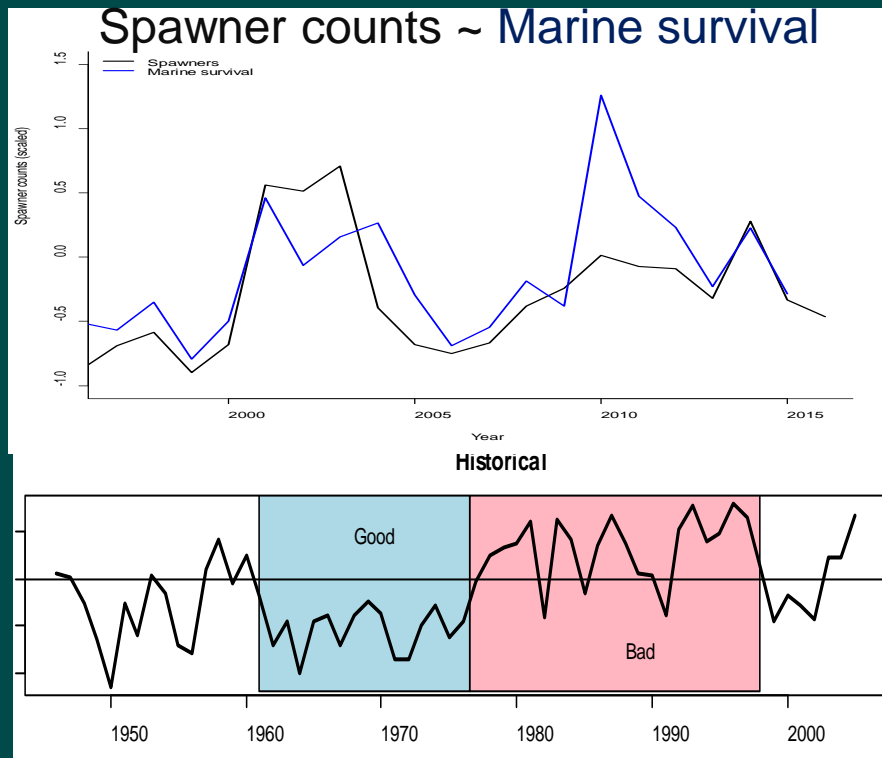 Spawner counts ~ Marine survival
Spawners
Marine survival
Spawner counts (scaled)
1.5
1.0
0.5
0.0
-0.5
-1.0
2000 2005 2010 2015
Year
Historical
Good
Bad
1950 1960 1970 1980 1990 2000